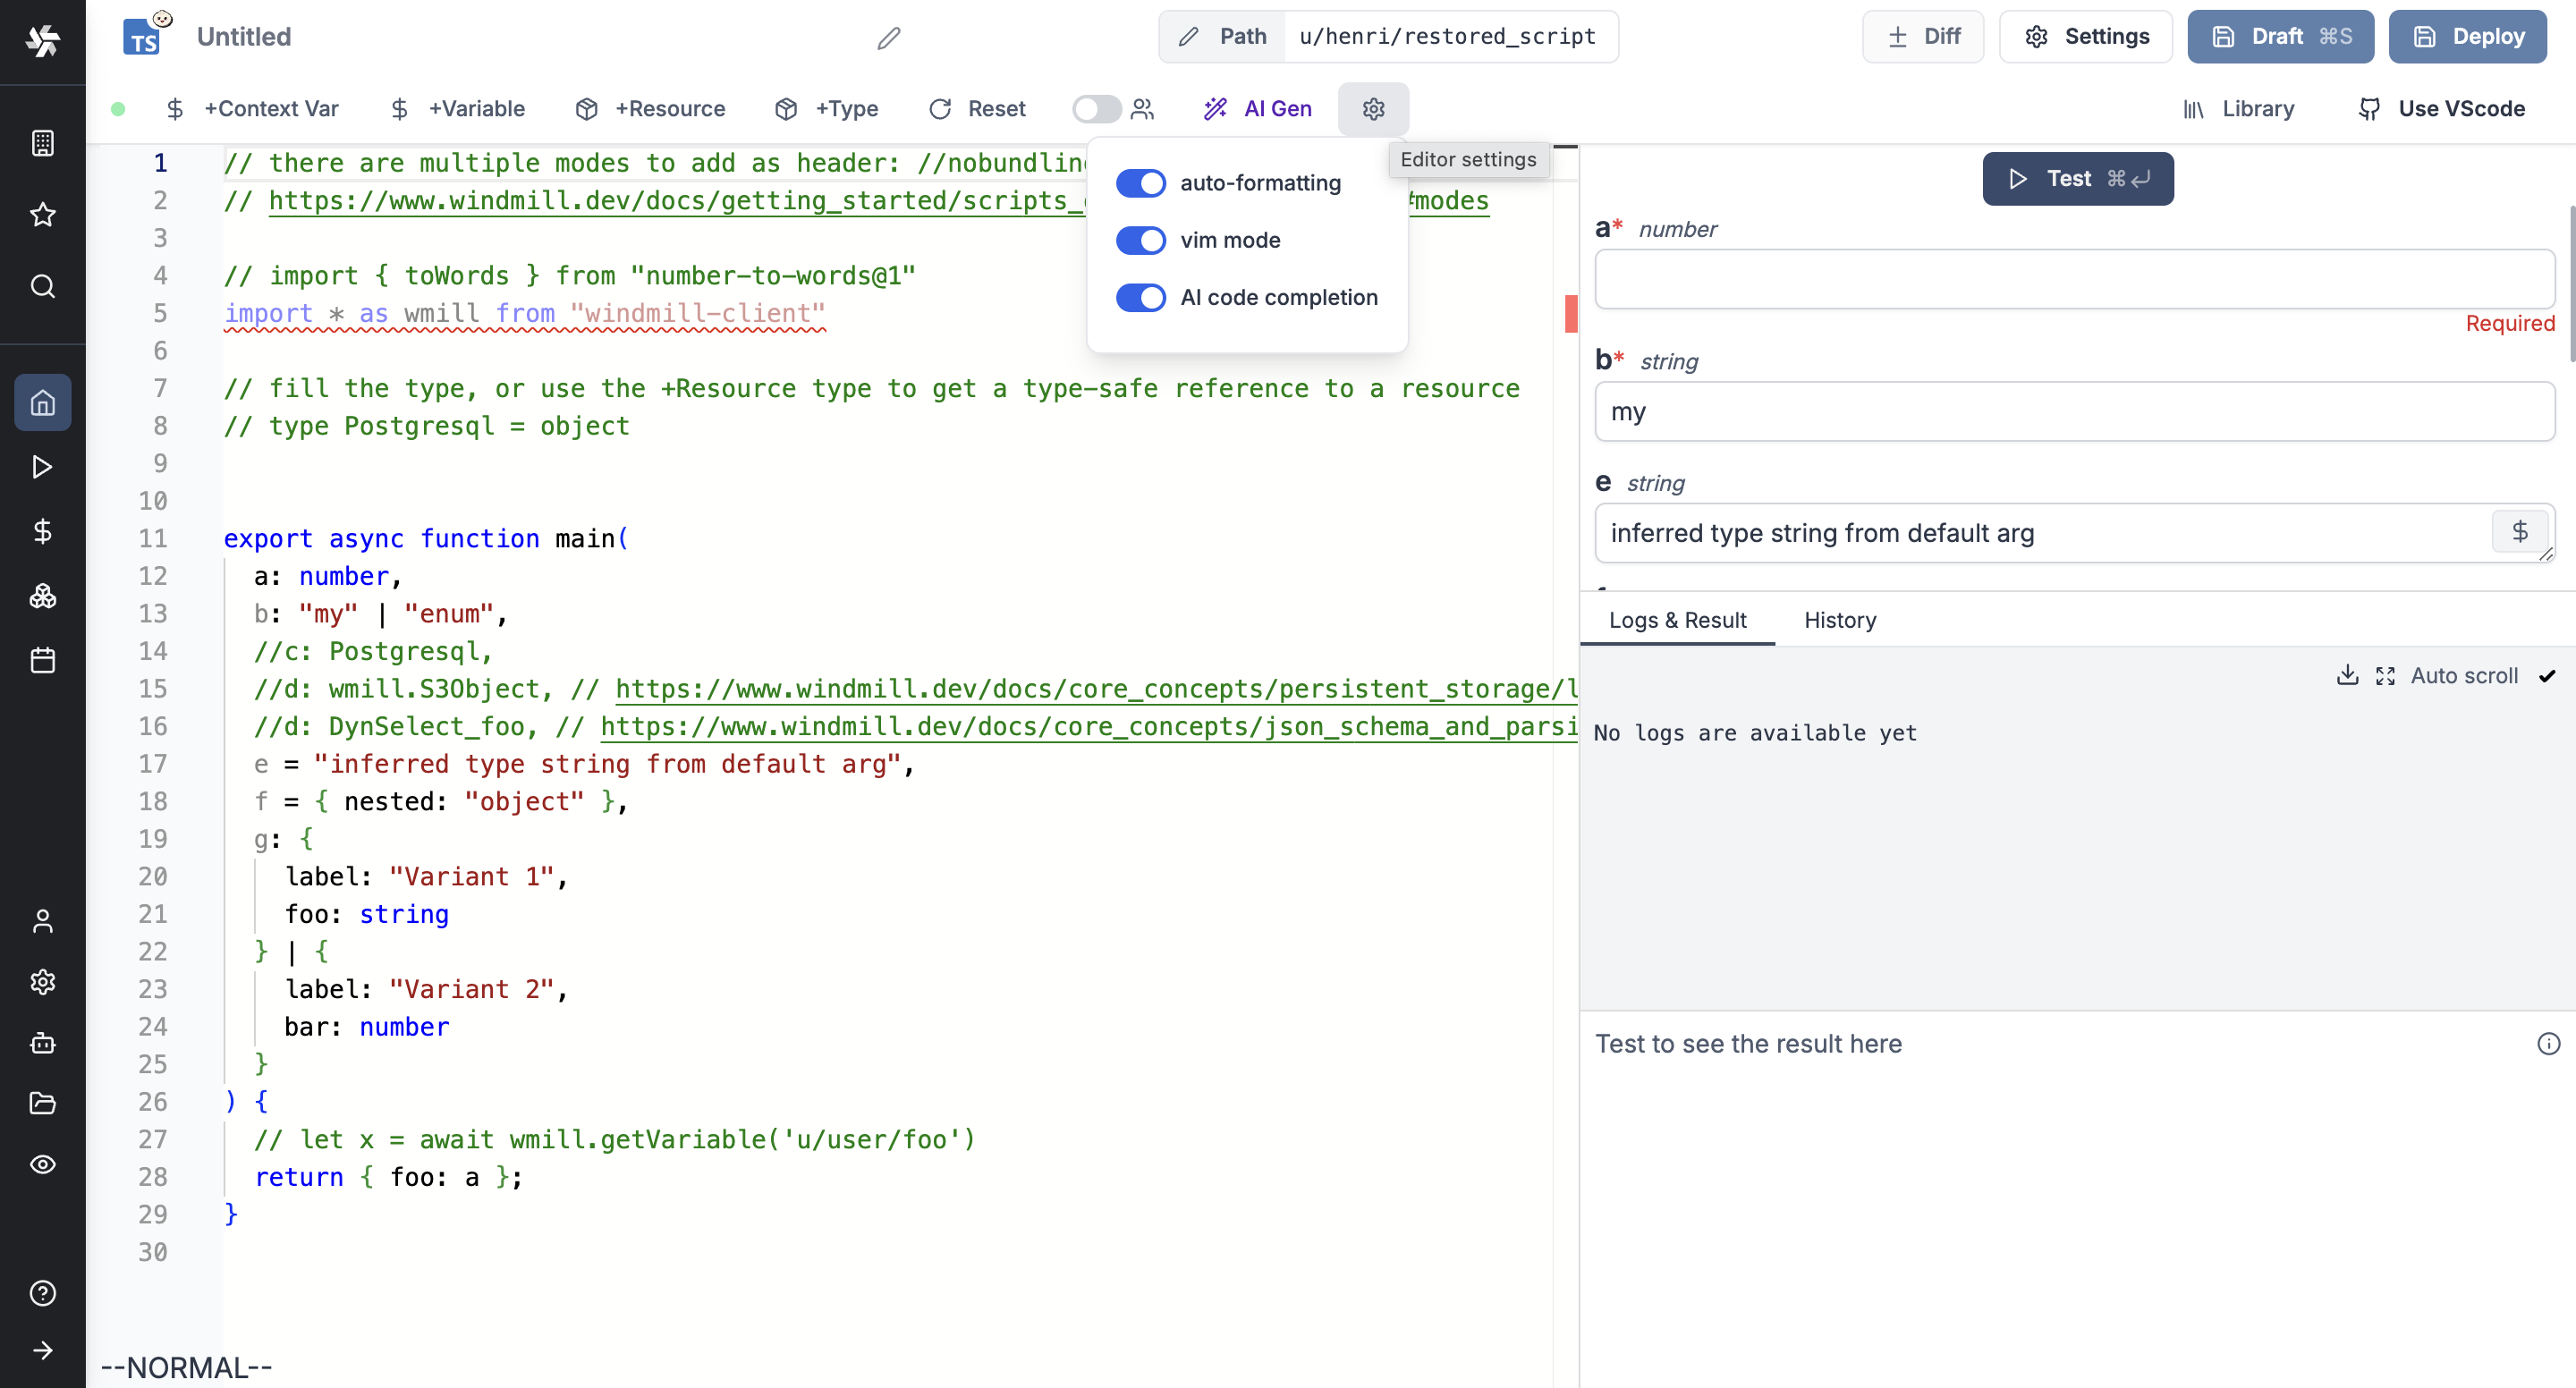 TS
Untitled
Path
u/henri/restored_script
Diff
Settings
Draft ⌘S
Deploy
+Context Var
+Variable
+Resource
+Type
Reset
AI Gen
Library
Use VScode
Editor settings
auto-formatting
vim mode
AI code completion
1 // there are multiple modes to add as header: //nobundlin
2 // https://www.windmill.dev/docs/getting_started/scripts_ #modes
3
4 // import { toWords } from "number-to-words@1"
5 import * as wmill from "windmill-client"
6
7 // fill the type, or use the +Resource type to get a type-safe reference to a resource
8 // type Postgresql = object
9
10
11 export async function main(
12 a: number,
13 b: "my" | "enum",
14 //c: Postgresql,
15 //d: wmill.S3Object, // https://www.windmill.dev/docs/core_concepts/persistent_storage/l
16 //d: DynSelect_foo, // https://www.windmill.dev/docs/core_concepts/json_schema_and_parsi
17 e = "inferred type string from default arg",
18 f = { nested: "object" },
19 g: {
20 label: "Variant 1",
21 foo: string
22 } | {
23 label: "Variant 2",
24 bar: number
25 }
26 ) {
27 // let x = await wmill.getVariable('u/user/foo')
28 return { foo: a };
29 }
30
--NORMAL--
Test ⌘
a* number
Required
b* string
my
e string
inferred type string from default arg
$
Logs & Result
History
Auto scroll
No logs are available yet
Test to see the result here